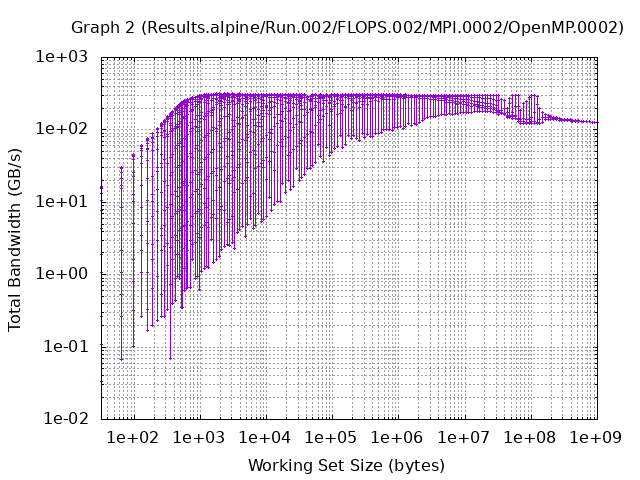 Graph 2 (Results.alpine/Run.002/FLOPS.002/MPI.0002/OpenMP.0002)
1e+03
1e+02
1e+01
1e+00
1e-01
1e-02
Total Bandwidth (GB/s)
1e+02 1e+03 1e+04 1e+05 1e+06 1e+07 1e+08 1e+09
Working Set Size (bytes)